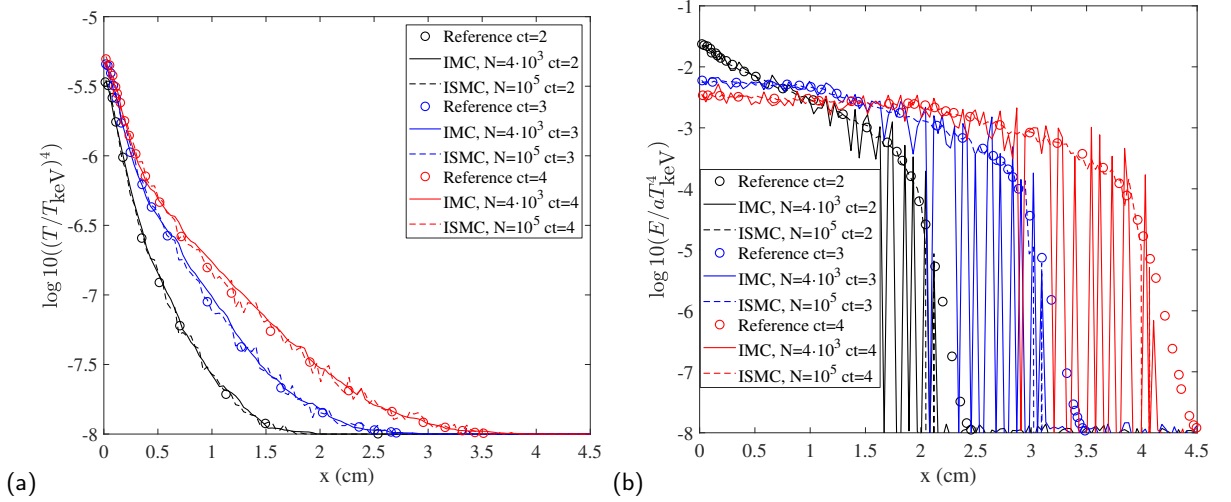 -5
-5.5
-6
-6.5
-7
-7.5
-8
log 10((T/T_keV)^4)
0 0.5 1 1.5 2 2.5 3 3.5 4 4.5
x (cm)
Reference ct=2
IMC, N=4·10^3 ct=2
ISMC, N=10^5 ct=2
Reference ct=3
IMC, N=4·10^3 ct=3
ISMC, N=10^5 ct=3
Reference ct=4
IMC, N=4·10^3 ct=4
ISMC, N=10^5 ct=4
(a)
-1
-2
-3
-4
-5
-6
-7
-8
log 10(E/aT^4_keV)
0 0.5 1 1.5 2 2.5 3 3.5 4 4.5
x (cm)
Reference ct=2
IMC, N=4·10^3 ct=2
ISMC, N=10^5 ct=2
Reference ct=3
IMC, N=4·10^3 ct=3
ISMC, N=10^5 ct=3
Reference ct=4
IMC, N=4·10^3 ct=4
ISMC, N=10^5 ct=4
(b)